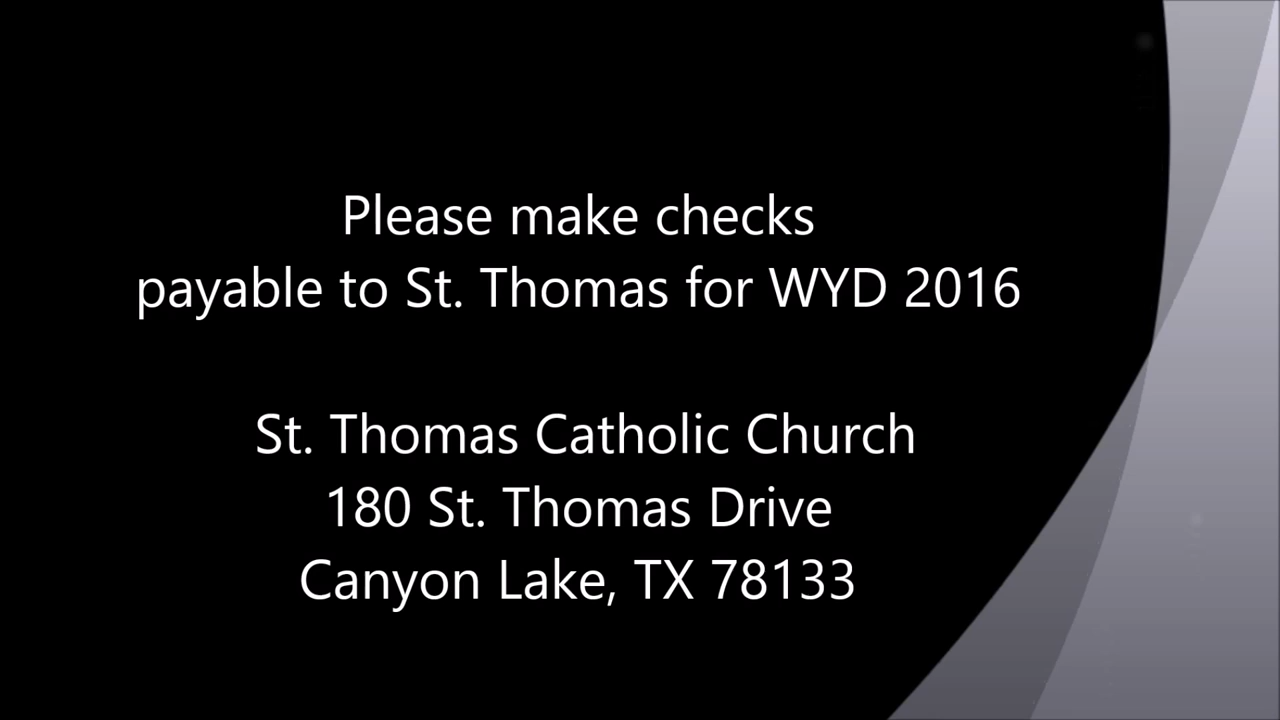 Please make checks
payable to St. Thomas for WYD 2016
St. Thomas Catholic Church
180 St. Thomas Drive
Canyon Lake, TX 78133